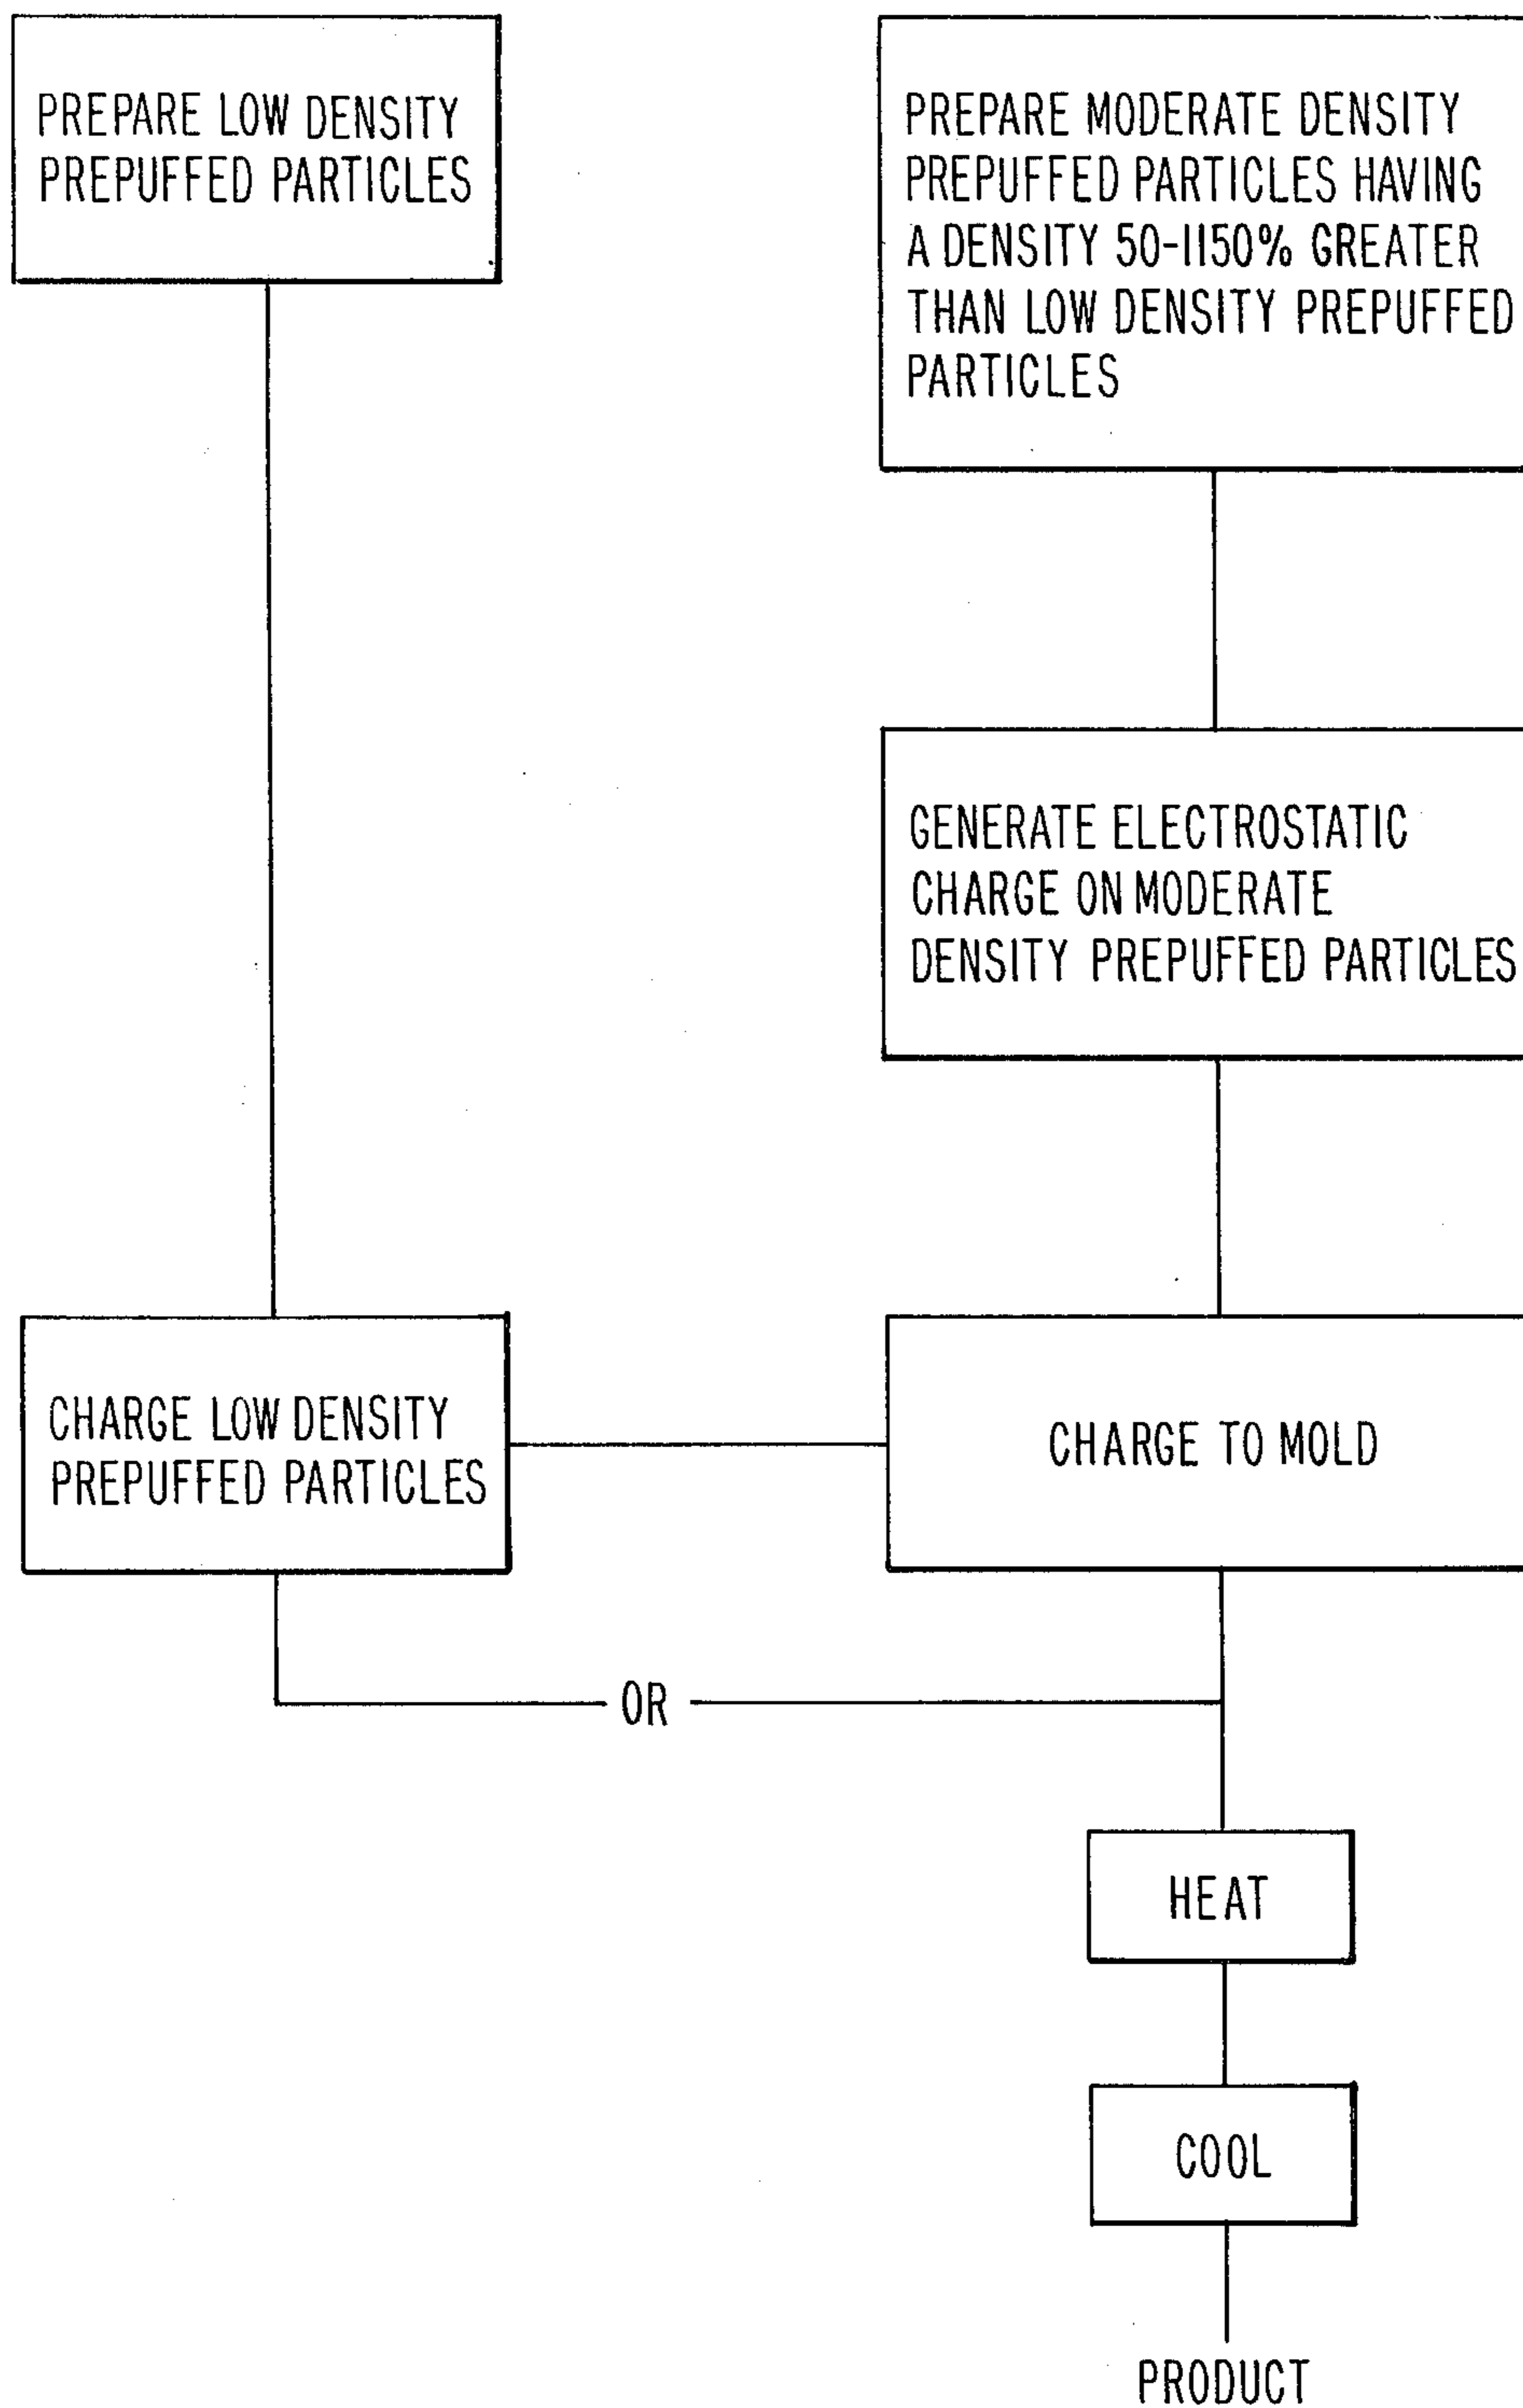 PREPARE LOW DENSITY
PREPUFFED PARTICLES
PREPARE MODERATE DENSITY
PREPUFFED PARTICLES HAVING
A DENSITY 50-1150% GREATER
THAN LOW DENSITY PREPUFFED
PARTICLES
GENERATE ELECTROSTATIC
CHARGE ON MODERATE
DENSITY PREPUFFED PARTICLES
CHARGE LOW DENSITY
PREPUFFED PARTICLES
CHARGE TO MOLD
OR
HEAT
COOL
PRODUCT